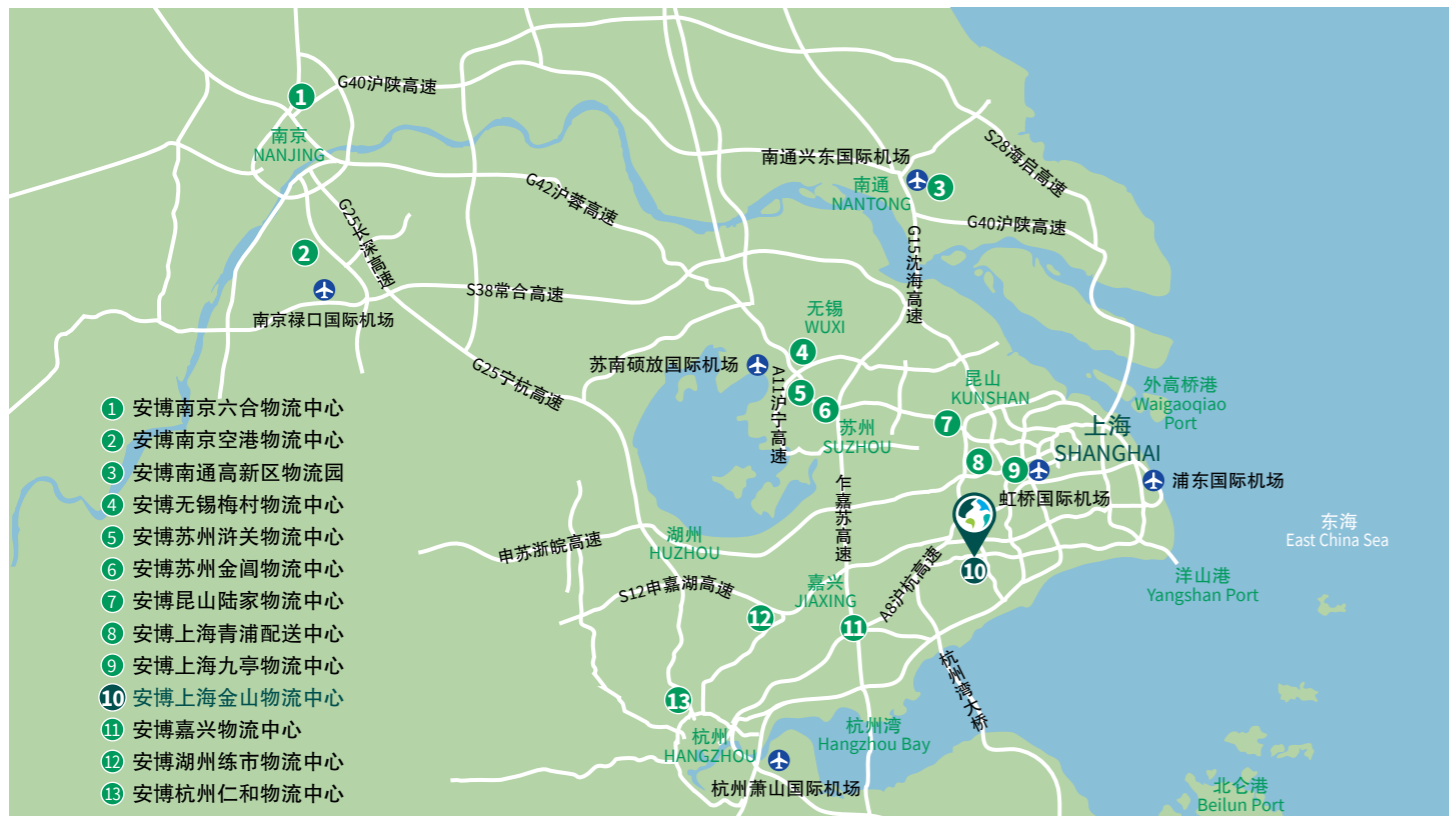 G40沪陕高速
1
南京
NANJING
南通兴东国际机场
S28海启高速
南通
NANTONG
3
G42沪蓉高速
G25长深高速
G40沪陕高速
G15沈海高速
2
S38常合高速
南京禄口国际机场
无锡
WUXI
4
苏南硕放国际机场
G25宁杭高速
A11沪宁高速
5
6
昆山
KUNSHAN
外高桥港
Waigaoqiao
Port
7
苏州
SUZHOU
上海
SHANGHAI
8
9
浦东国际机场
虹桥国际机场
乍嘉苏高速
东海
East China Sea
湖州
HUZHOU
申苏浙皖高速
10
洋山港
Yangshan Port
S12申嘉湖高速
嘉兴
JIAXING
A8沪杭高速
12
11
杭州湾大桥
13
杭州
HANGZHOU
杭州湾
Hangzhou Bay
杭州萧山国际机场
北仑港
Beilun Port
1 安博南京六合物流中心
2 安博南京空港物流中心
3 安博南通高新区物流园
4 安博无锡梅村物流中心
5 安博苏州浒关物流中心
6 安博苏州金阊物流中心
7 安博昆山陆家物流中心
8 安博上海青浦配送中心
9 安博上海九亭物流中心
10 安博上海金山物流中心
11 安博嘉兴物流中心
12 安博湖州练市物流中心
13 安博杭州仁和物流中心